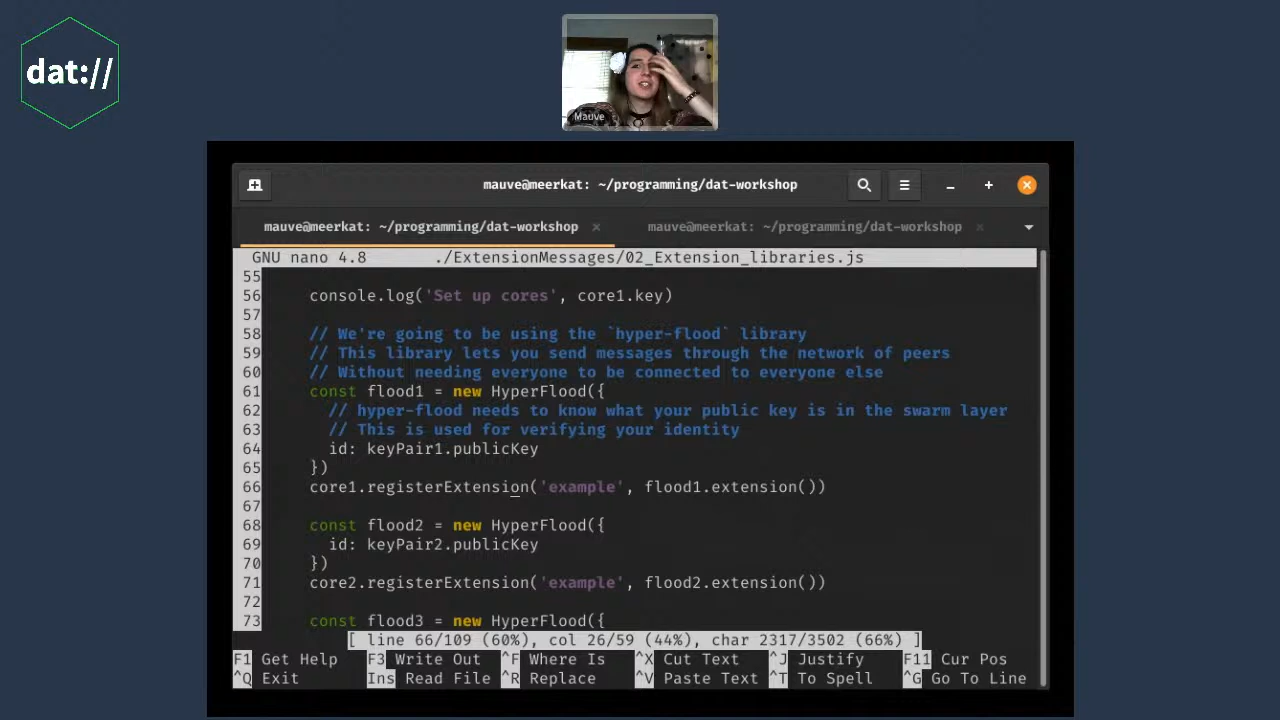 dat://
Mauve
mauve@meerkat: ~/programming/dat-workshop
mauve@meerkat: ~/programming/dat-workshop × mauve@meerkat: ~/programming/dat-workshop ×
GNU nano 4.8 ./ExtensionMessages/02_Extension_libraries.js
55
56 console.log('Set up cores', core1.key)
57
58 // We're going to be using the `hyper-flood` library
59 // This library lets you send messages through the network of peers
60 // Without needing everyone to be connected to everyone else
61 const flood1 = new HyperFlood({
62 // hyper-flood needs to know what your public key is in the swarm layer
63 // This is used for verifying your identity
64 id: keyPair1.publicKey
65 })
66 core1.registerExtension('example', flood1.extension())
67
68 const flood2 = new HyperFlood({
69 id: keyPair2.publicKey
70 })
71 core2.registerExtension('example', flood2.extension())
72
73 const flood3 = new HyperFlood({
[ line 66/109 (60%), col 26/59 (44%), char 2317/3502 (66%) ]
F1 Get Help F3 Write Out ^F Where Is ^X Cut Text ^J Justify F11 Cur Pos
^Q Exit Ins Read File ^R Replace ^V Paste Text ^T To Spell ^G Go To Line